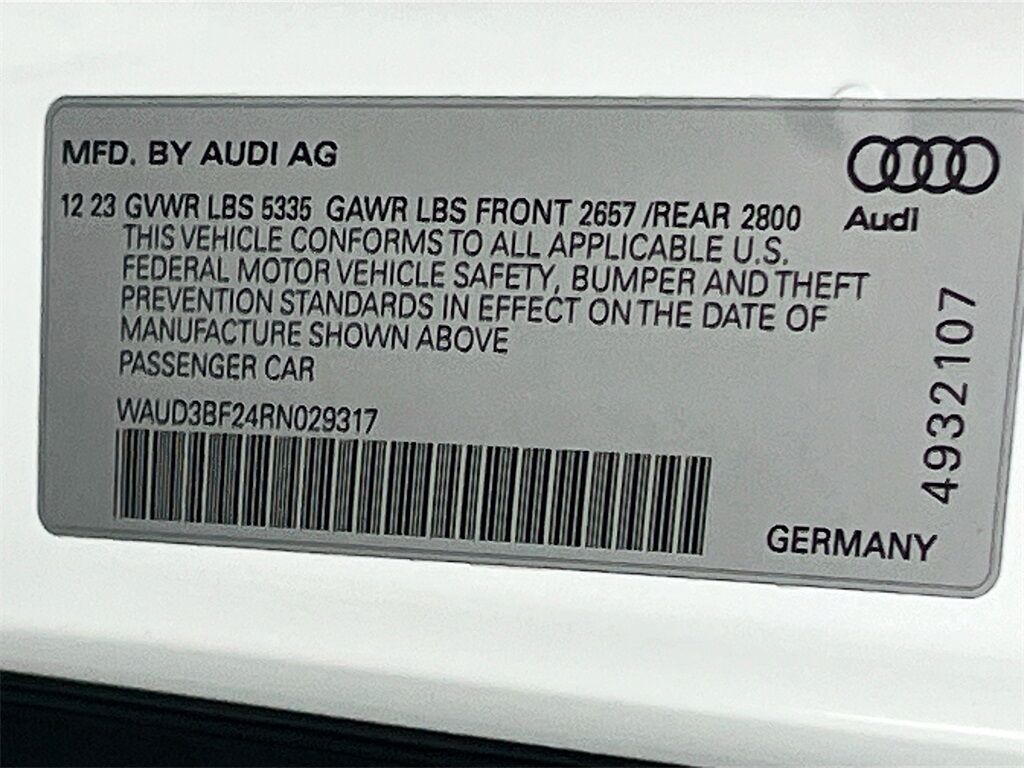 MFD. BY AUDI AG
Audi
12 23 GVWR LBS 5335 GAWR LBS FRONT 2657 /REAR 2800
THIS VEHICLE CONFORMS TO ALL APPLICABLE U.S.
FEDERAL MOTOR VEHICLE SAFETY, BUMPER AND THEFT
PREVENTION STANDARDS IN EFFECT ON THE DATE OF
MANUFACTURE SHOWN ABOVE
PASSENGER CAR
WAUD3BF24RN029317
4932107
GERMANY